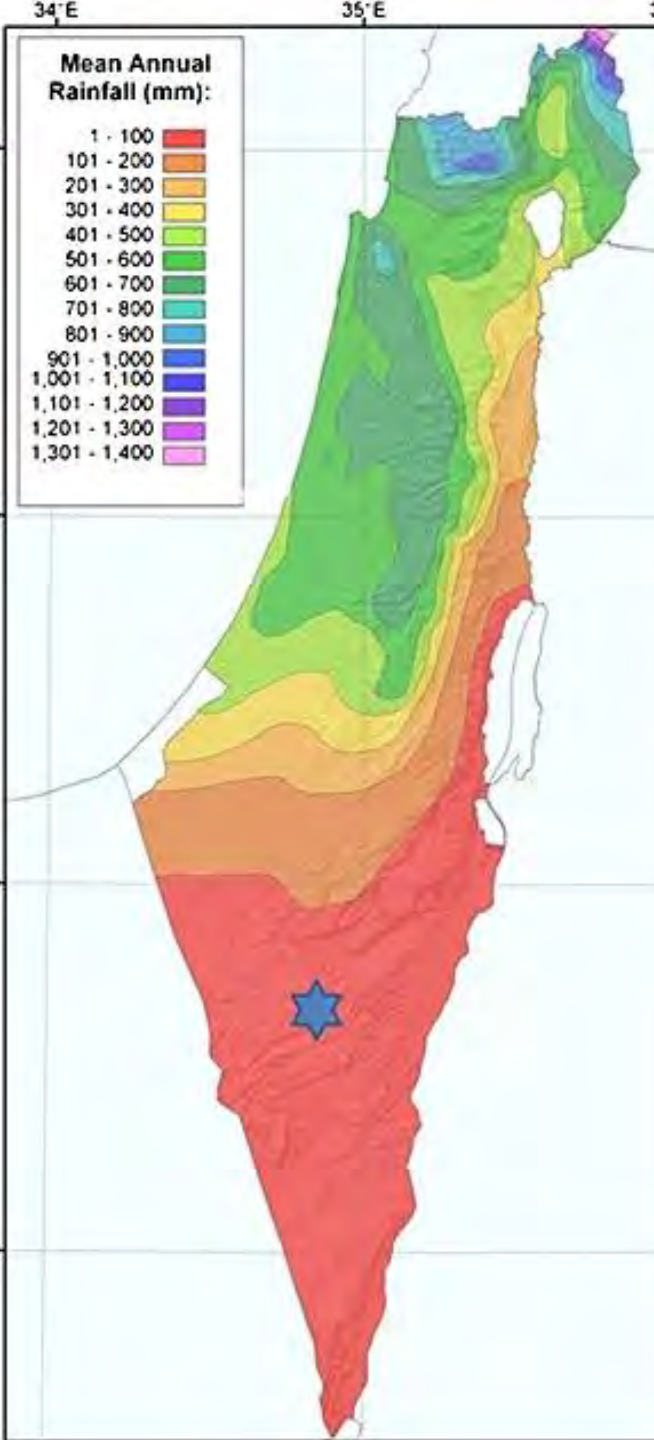 34°E 35°E 3
Mean Annual
Rainfall (mm):
1 - 100
101 - 200
201 - 300
301 - 400
401 - 500
501 - 600
601 - 700
701 - 800
801 - 900
901 - 1,000
1,001 - 1,100
1,101 - 1,200
1,201 - 1,300
1,301 - 1,400